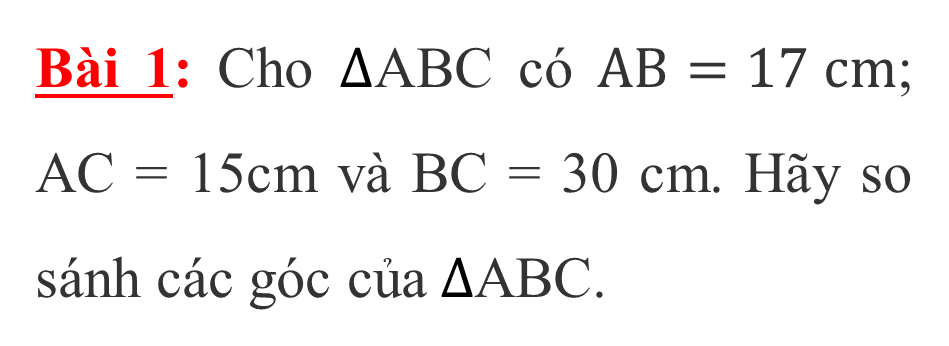 Bài 1: Cho ΔABC có AB = 17 cm;
AC = 15cm và BC = 30 cm. Hãy so
sánh các góc của ΔABC.